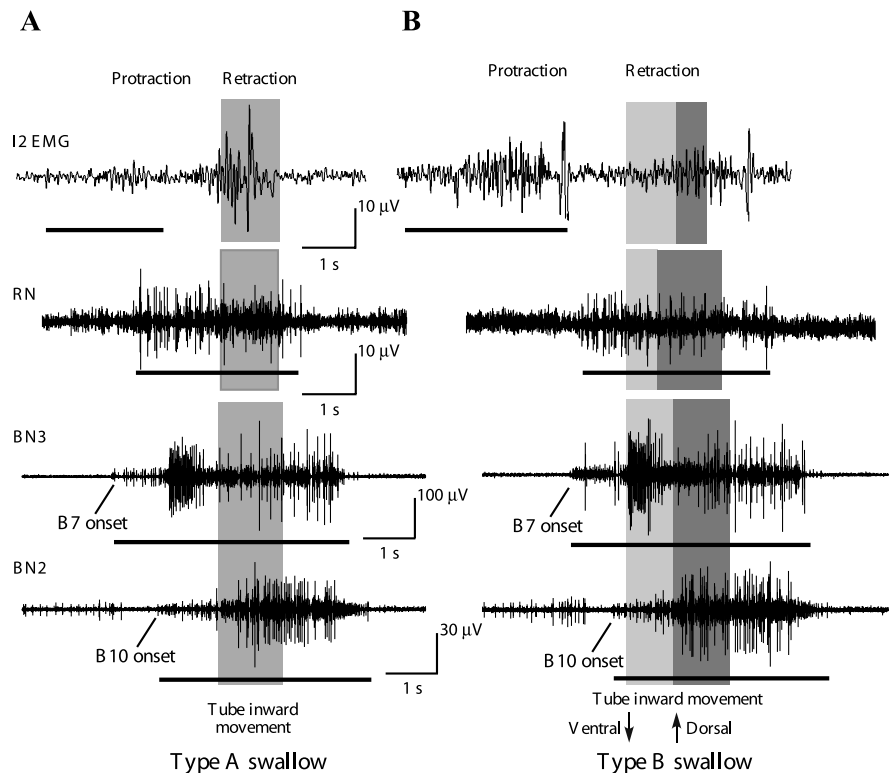 A
B
Protraction
Retraction
Protraction
Retraction
I2 EMG
10 µV
1 s
RN
10 µV
1 s
BN3
B7 onset
100 µV
1 s
B7 onset
BN2
B10 onset
30 µV
1 s
B10 onset
Tube inward
movement
Tube inward movement
Ventral
Dorsal
Type A swallow
Type B swallow